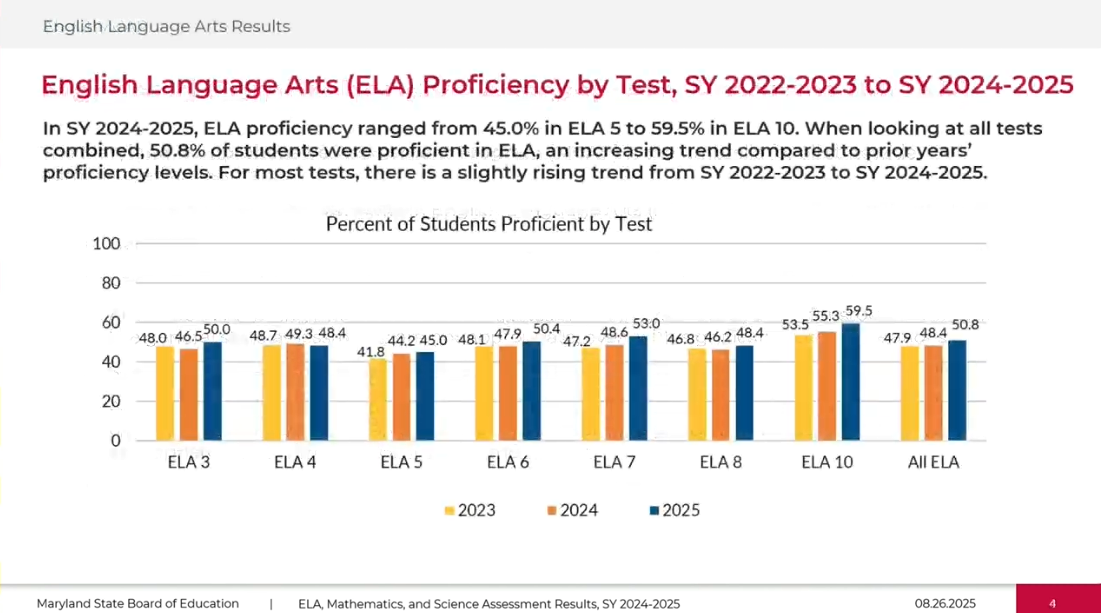 English Language Arts Results
English Language Arts (ELA) Proficiency by Test, SY 2022-2023 to SY 2024-2025
In SY 2024-2025, ELA proficiency ranged from 45.0% in ELA 5 to 59.5% in ELA 10. When looking at all tests
combined, 50.8% of students were proficient in ELA, an increasing trend compared to prior years’
proficiency levels. For most tests, there is a slightly rising trend from SY 2022-2023 to SY 2024-2025.
Percent of Students Proficient by Test
100
80
60
40
20
0
48.0 46.5 50.0
48.7 49.3 48.4
41.8 44.2 45.0
48.1 47.9 50.4
47.2 48.6 53.0
46.8 46.2 48.4
53.5 55.3 59.5
47.9 48.4 50.8
ELA 3 ELA 4 ELA 5 ELA 6 ELA 7 ELA 8 ELA 10 All ELA
2023 2024 2025
Maryland State Board of Education | ELA, Mathematics, and Science Assessment Results, SY 2024-2025 08.26.2025 4